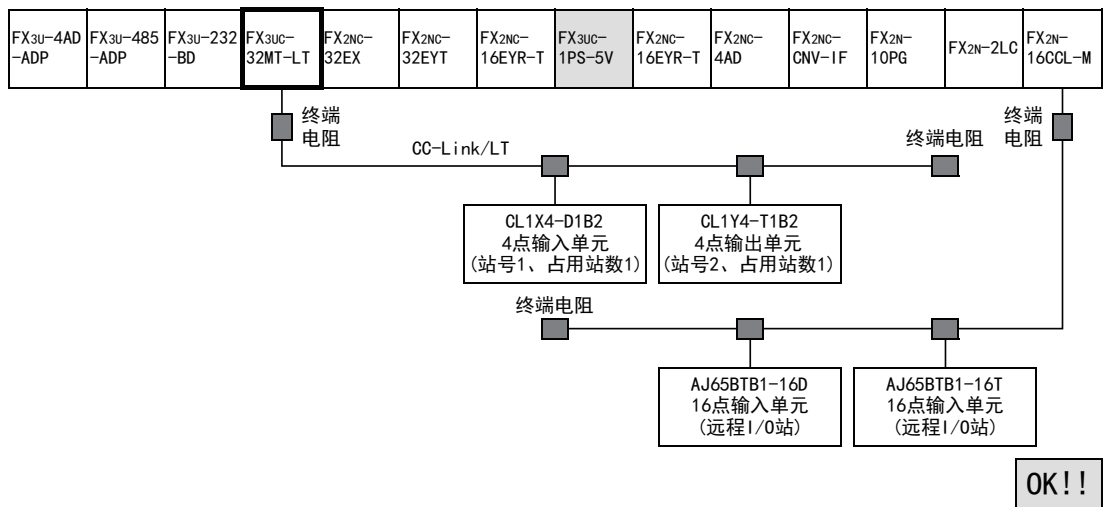 FX3U-4AD
-ADP
FX3U-485
-ADP
FX3U-232
-BD
FX3UC-
32MT-LT
FX2NC-
32EX
FX2NC-
32EYT
FX2NC-
16EYR-T
FX3UC-
1PS-5V
FX2NC-
16EYR-T
FX2NC-
4AD
FX2NC-
CNV-IF
FX2N-
10PG
FX2N-2LC
FX2N-
16CCL-M
终端
电阻
CC-Link/LT
终端电阻
终端
电阻
CL1X4-D1B2
4点输入单元
(站号1、占用站数1)
CL1Y4-T1B2
4点输出单元
(站号2、占用站数1)
终端电阻
AJ65BTB1-16D
16点输入单元
(远程I/O站)
AJ65BTB1-16T
16点输入单元
(远程I/O站)
OK!!